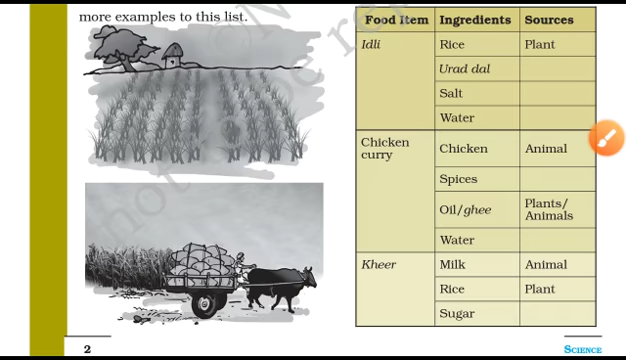 more examples to this list.
Food Item Ingredients Sources
Idli Rice Plant
Urad dal
Salt
Water
Chicken curry Chicken Animal
Spices
Oil/ghee Plants/Animals
Water
Kheer Milk Animal
Rice Plant
Sugar
2
SCIENCE